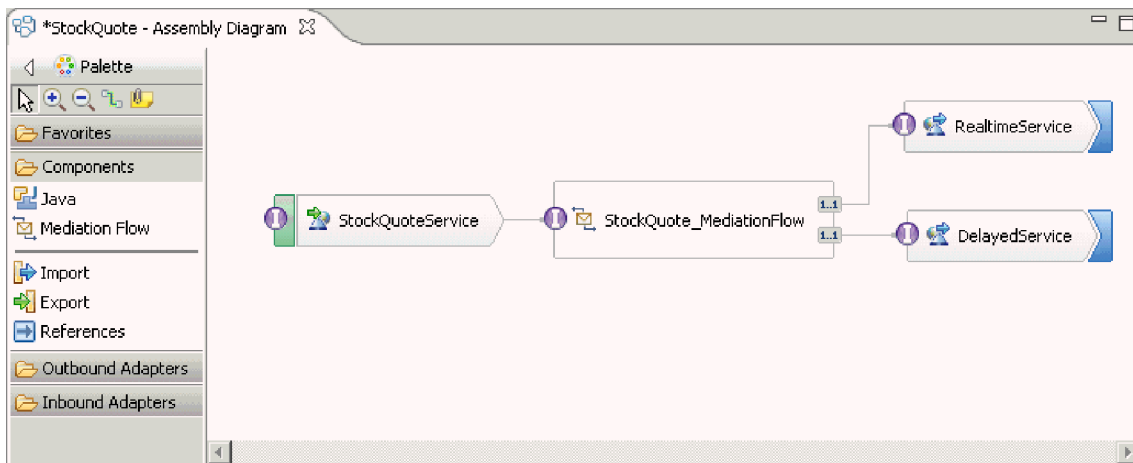 *StockQuote - Assembly Diagram
Palette
Favorites
Components
Java
Mediation Flow
Import
Export
References
Outbound Adapters
Inbound Adapters
I StockQuoteService
I StockQuote_MediationFlow
1..1
1..1
I RealtimeService
I DelayedService